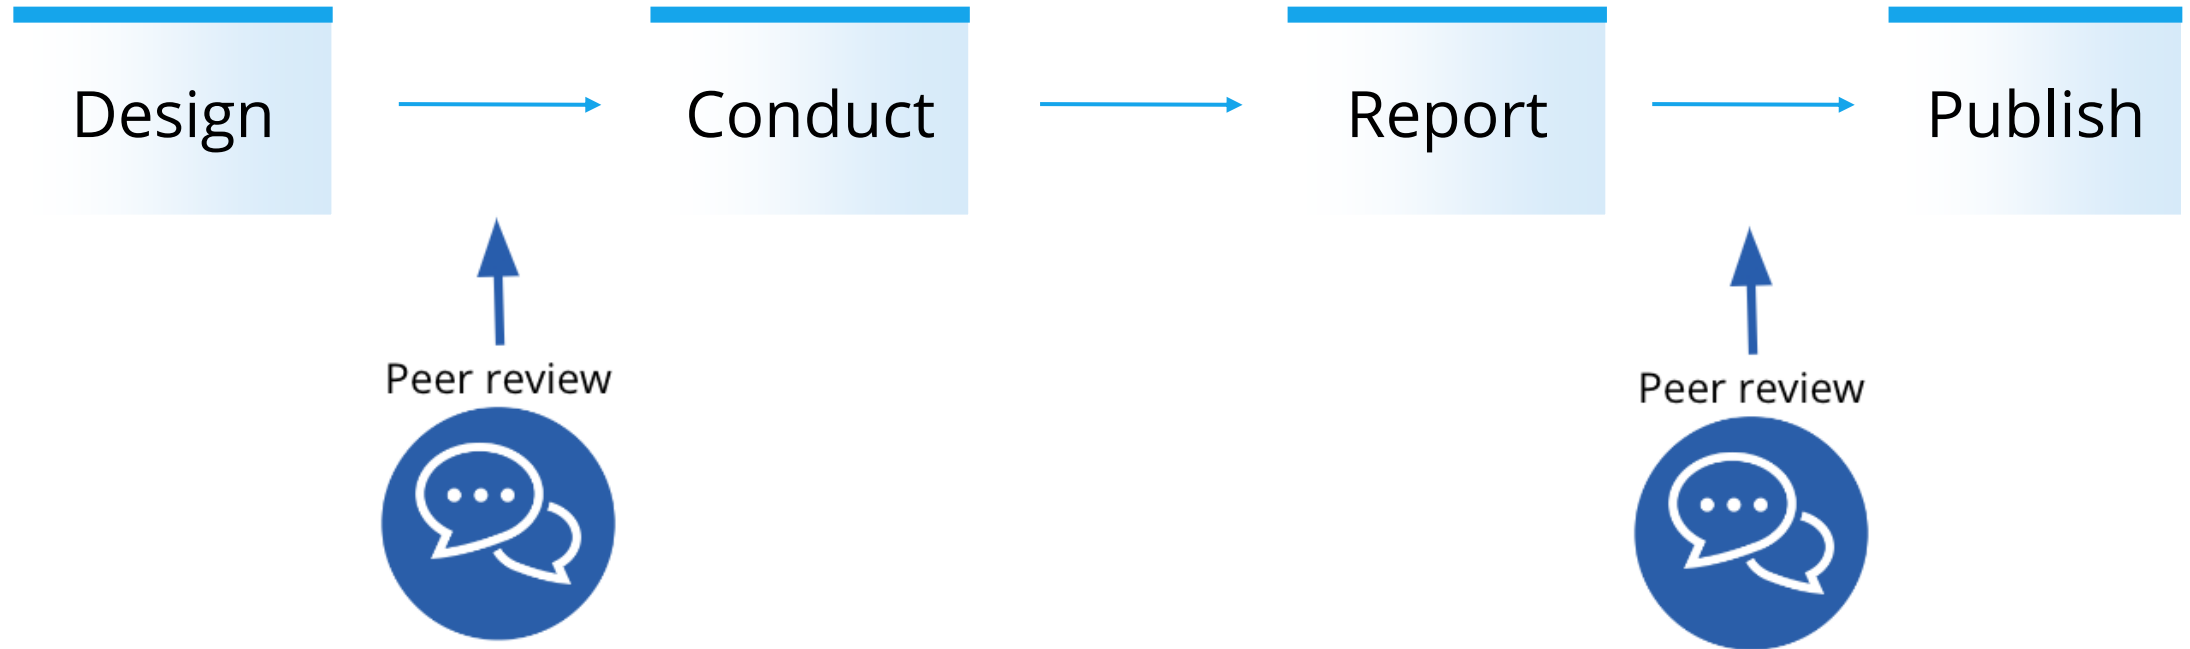 Design
Conduct
Report
Publish
Peer review
Peer review